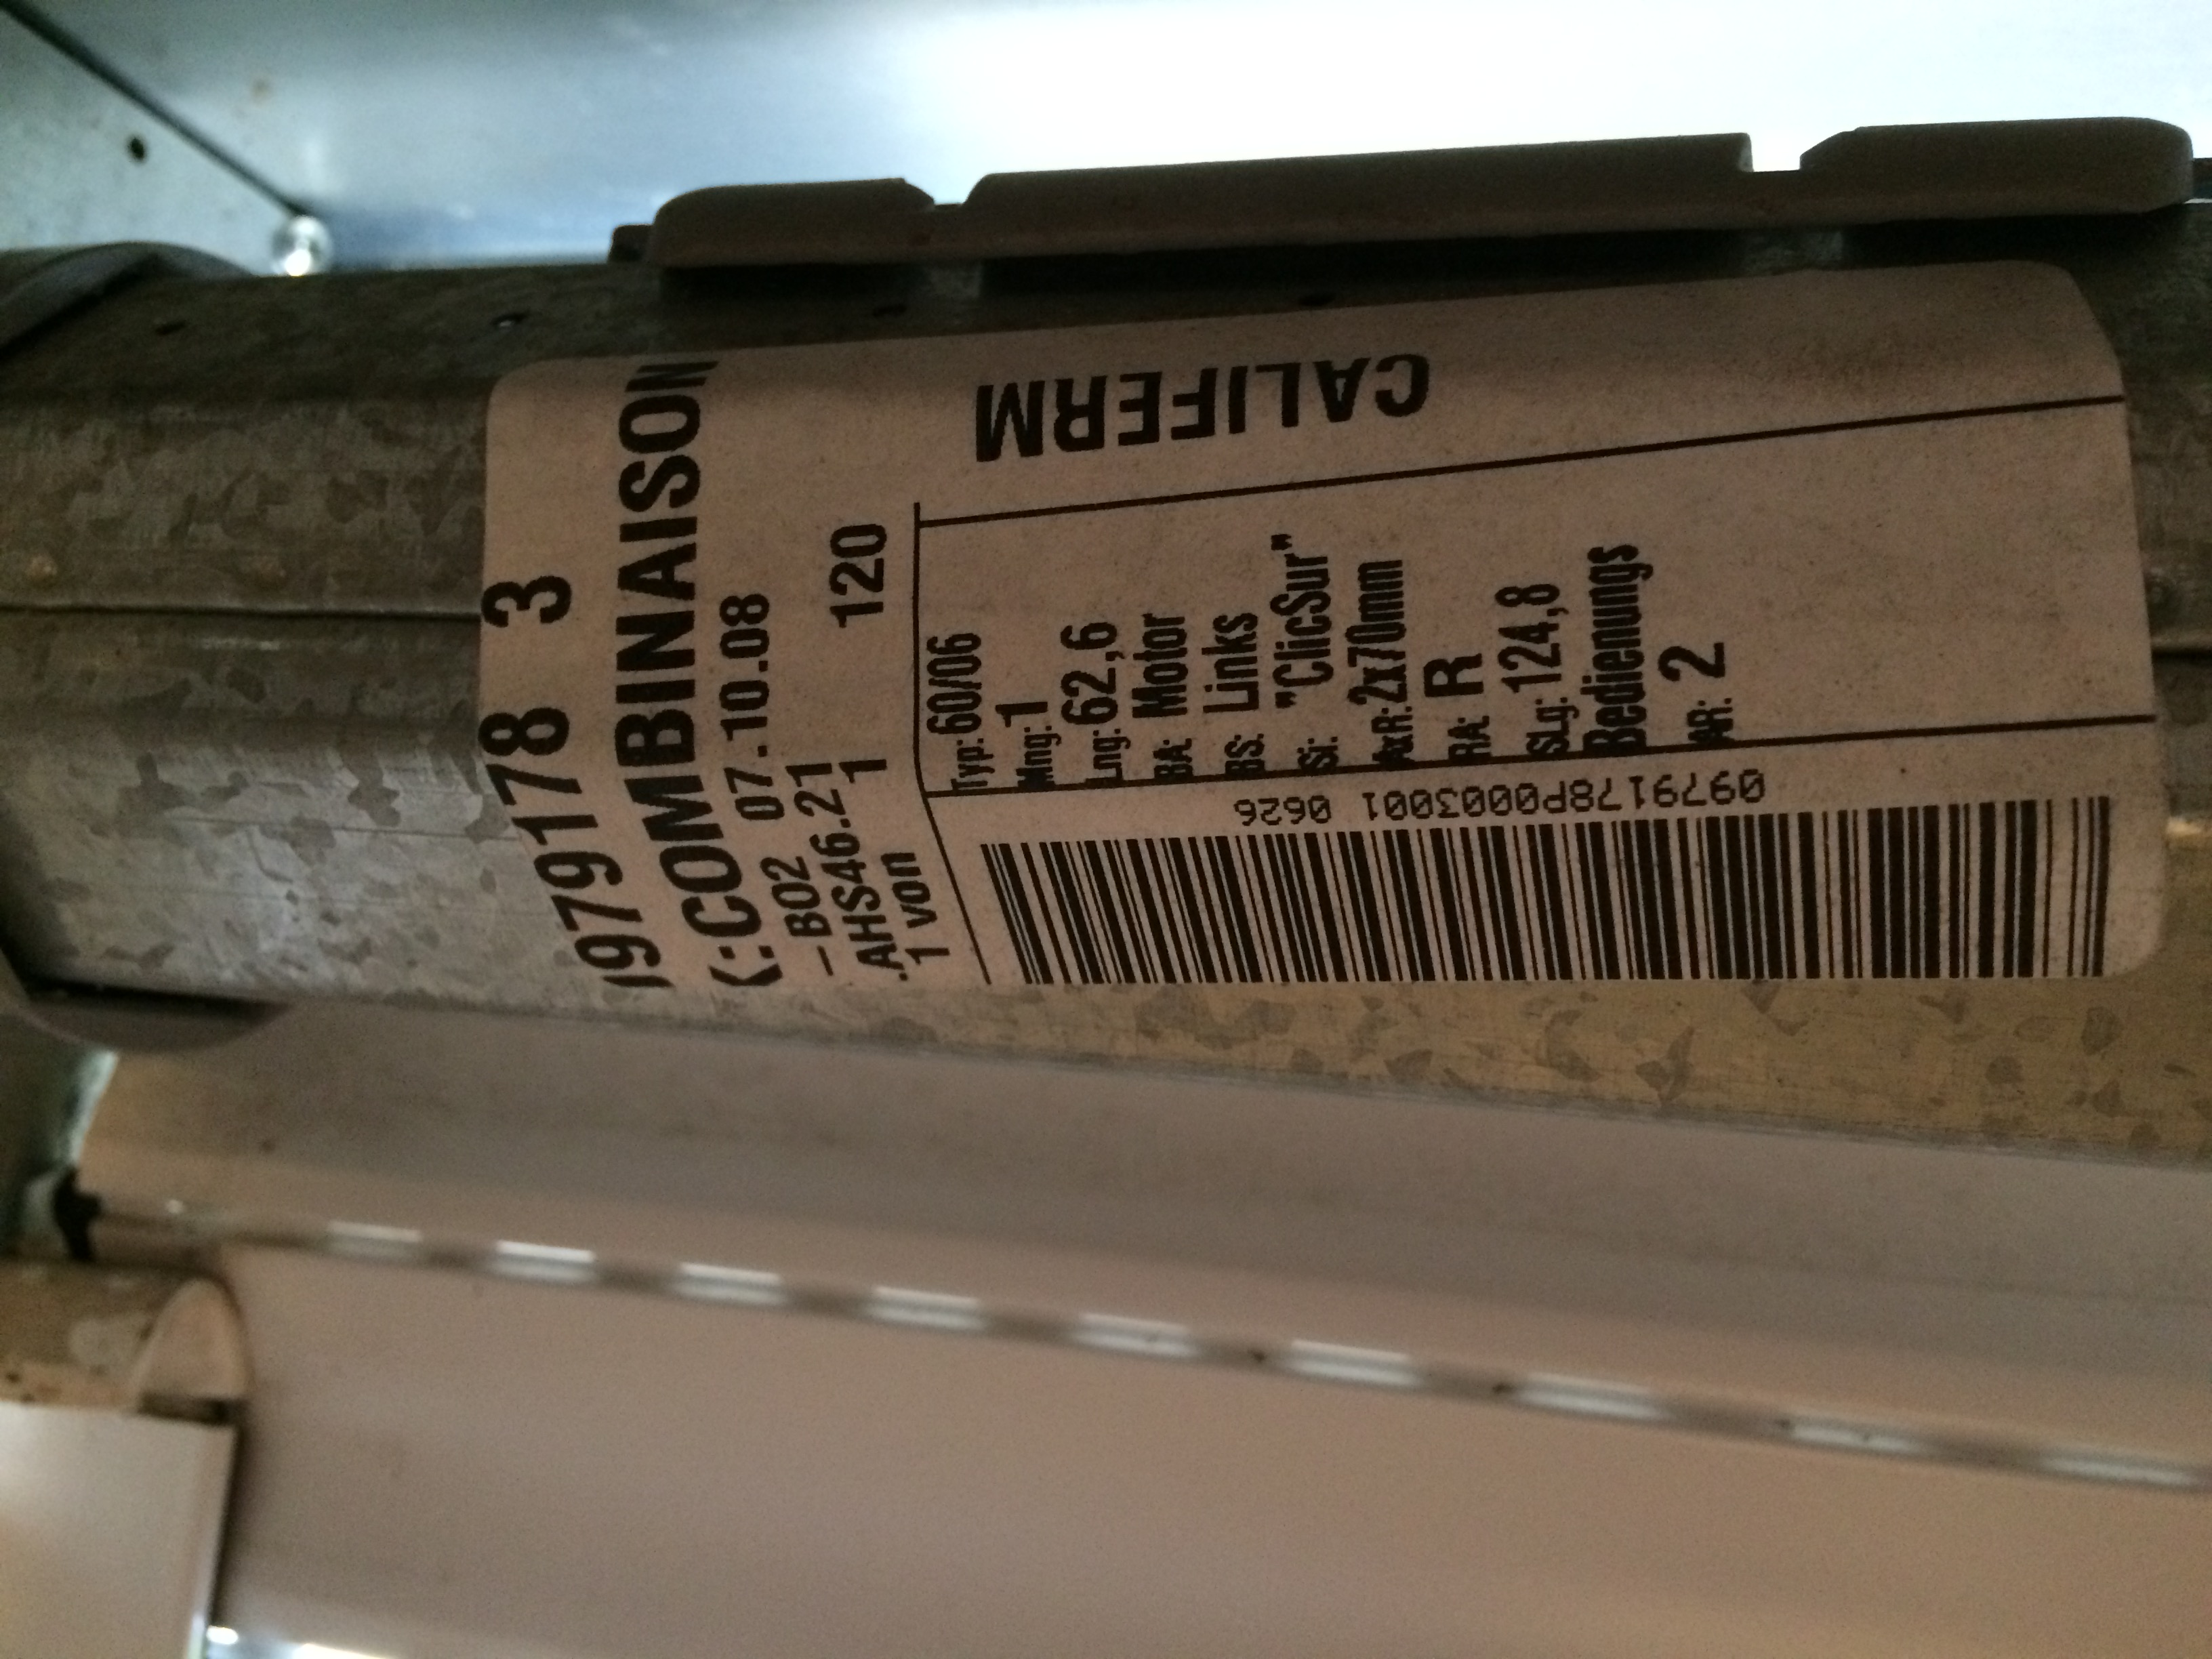 979178 3
K:COMBINAISON
07.10.08
-B02
.AHS46.21 120
1 von 1
Typ: 60/06
Mng: 1
Lng: 62,6
BA: Motor
BS: Links
Si: "ClicSur"
AxR: 2x70mm
RA: R
SLg: 124,8
Bedienungs
AR: 2
CALIFERM
0979178P0003001 0626